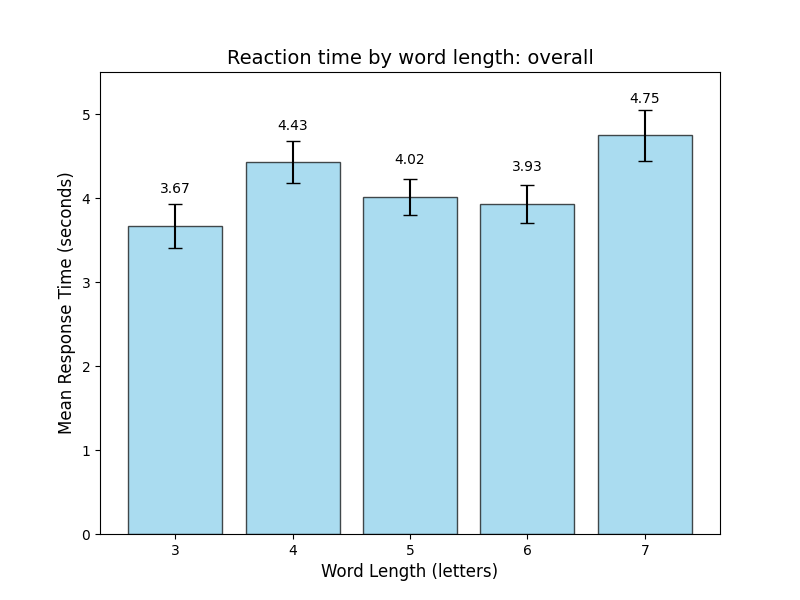 Reaction time by word length: overall
4.75
4.43
4.02
3.93
3.67
Mean Response Time (seconds)
5
4
3
2
1
0
3 4 5 6 7
Word Length (letters)